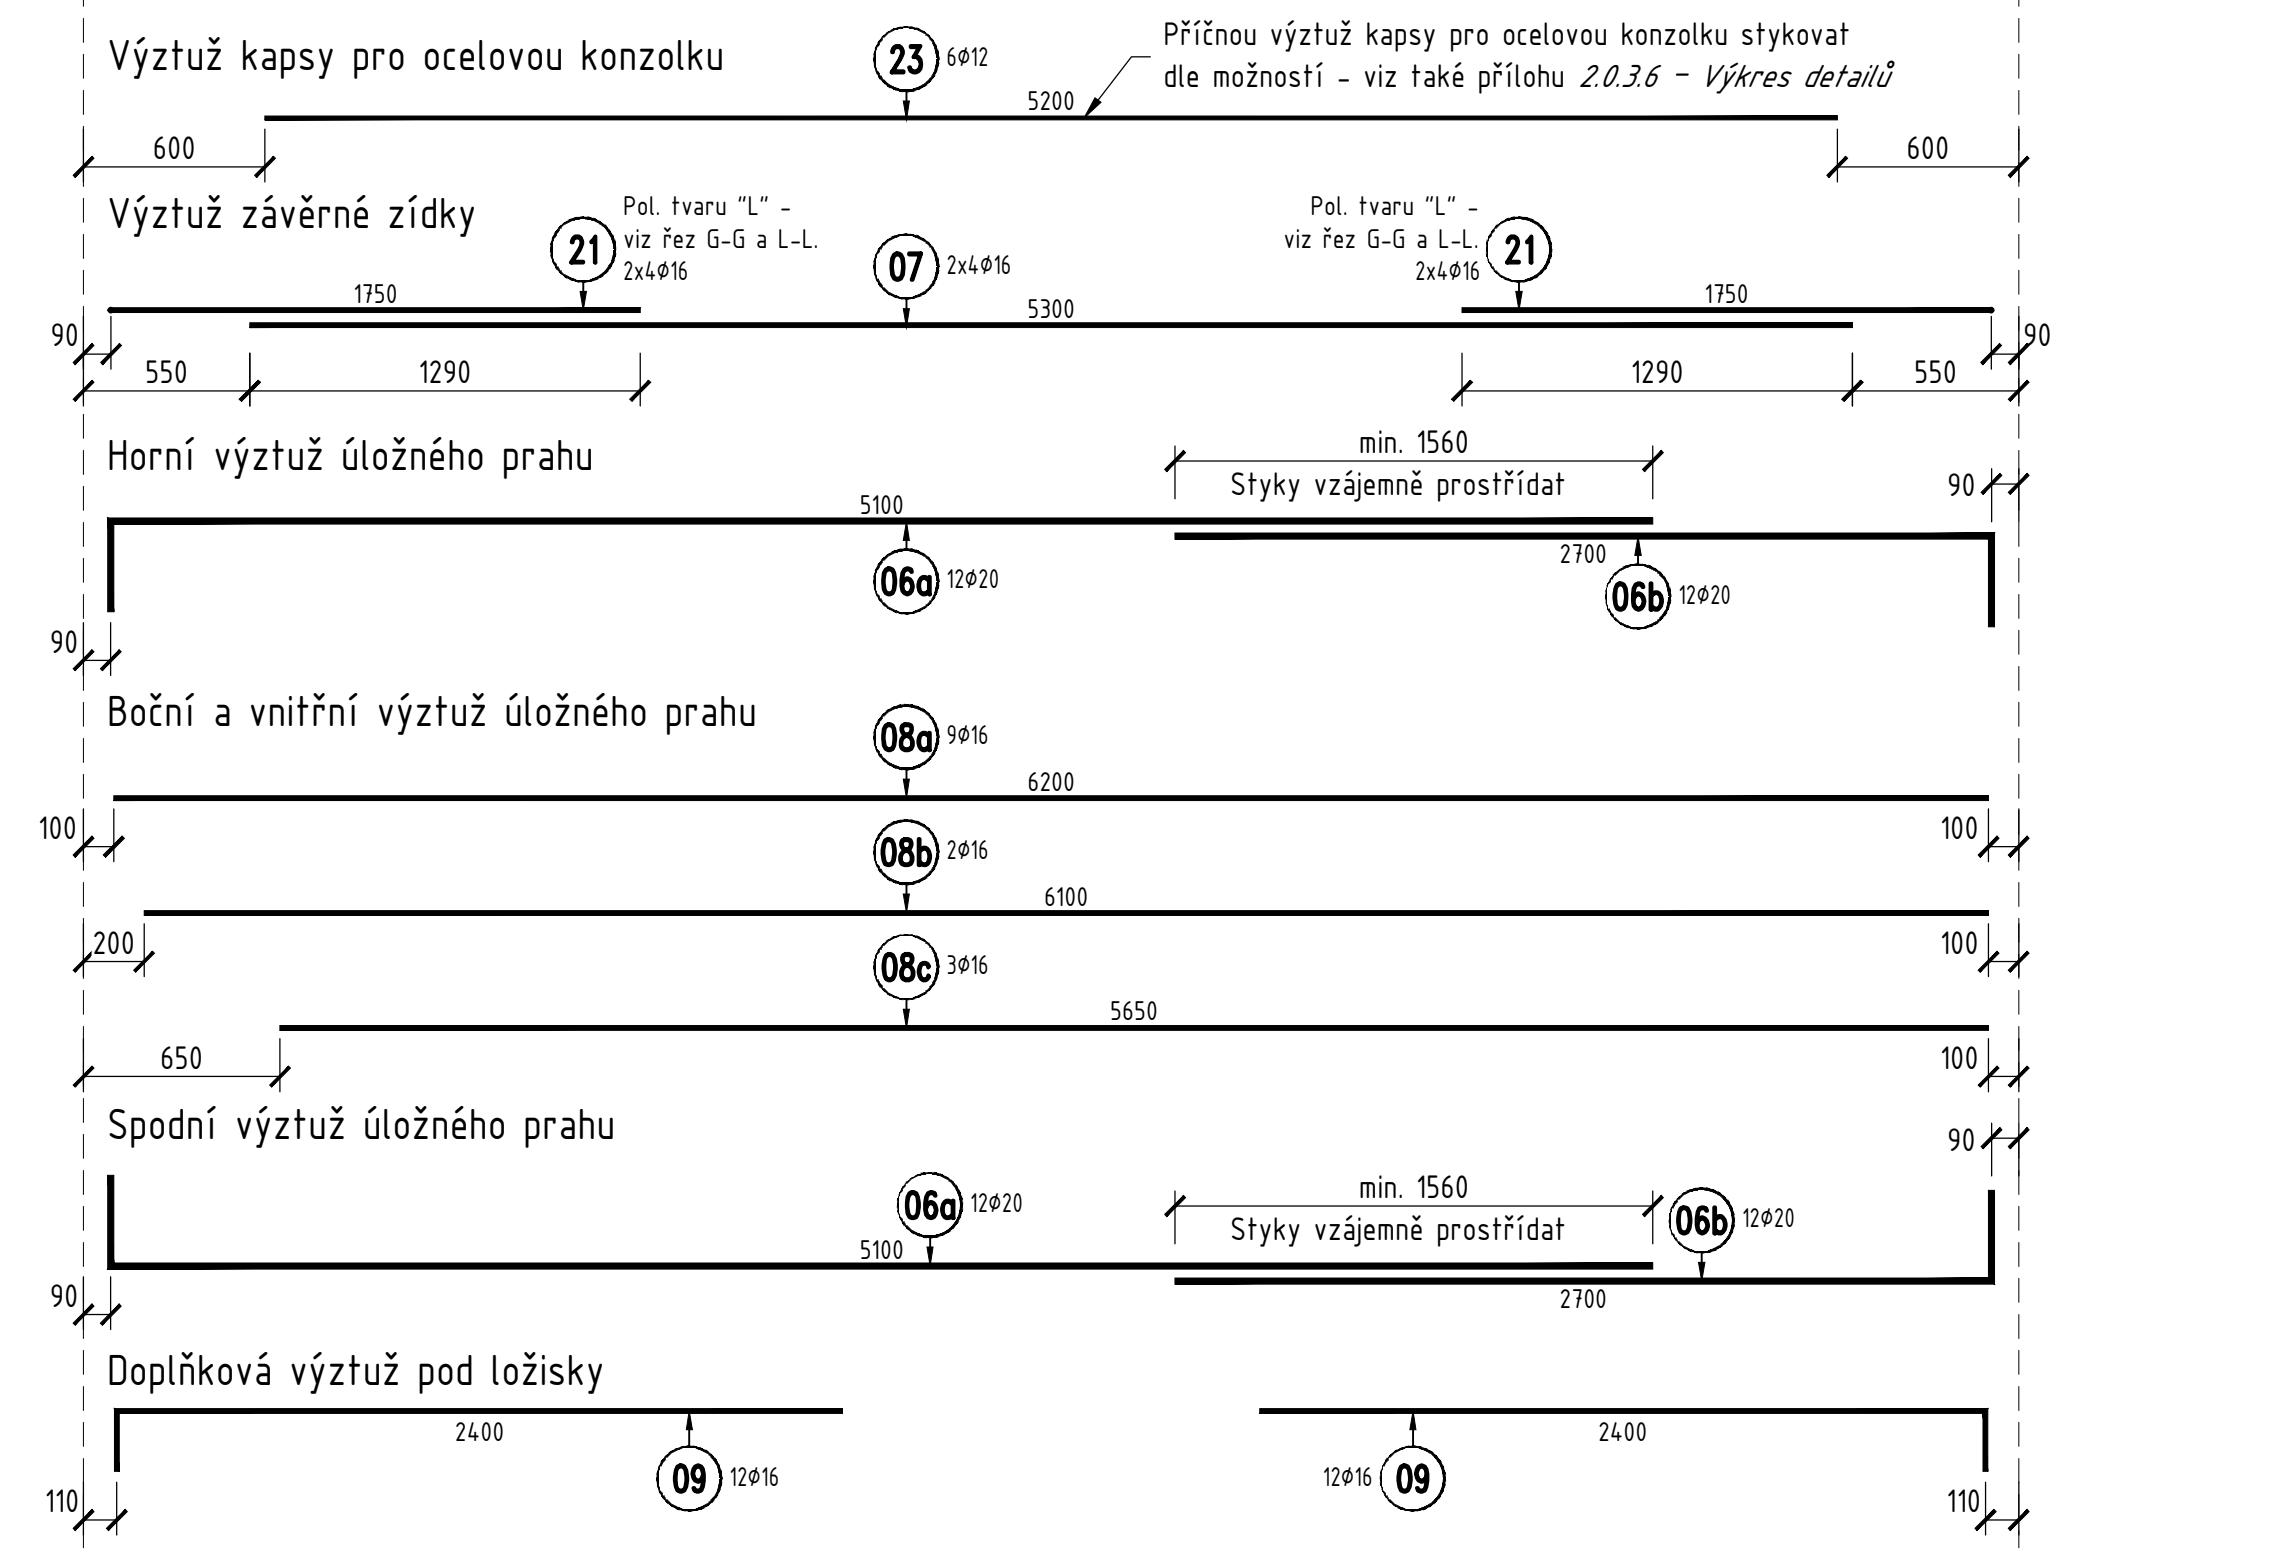 Výztuž kapsy pro ocelovou konzolku
23 6Ø12
Příčnou výztuž kapsy pro ocelovou konzolku stykovat
dle možností - viz také přílohu 2.0.3.6 - Výkres detailů
5200
600
600
Výztuž závěrné zídky
21
Pol. tvaru "L" -
viz řez G-G a L-L.
2x4Ø16
07 2x4Ø16
Pol. tvaru "L" -
viz řez G-G a L-L.
2x4Ø16
21
1750
5300
1750
90
90
550
1290
1290
550
Horní výztuž úložného prahu
min. 1560
Styky vzájemně prostřídat
90
5100
2700
06a 12Ø20
06b 12Ø20
90
Boční a vnitřní výztuž úložného prahu
08a 9Ø16
6200
100
100
08b 2Ø16
6100
200
100
08c 3Ø16
5650
650
100
Spodní výztuž úložného prahu
90
06a 12Ø20
min. 1560
Styky vzájemně prostřídat
06b 12Ø20
5100
90
2700
Doplňková výztuž pod ložisky
2400
2400
09 12Ø16
12Ø16 09
110
110